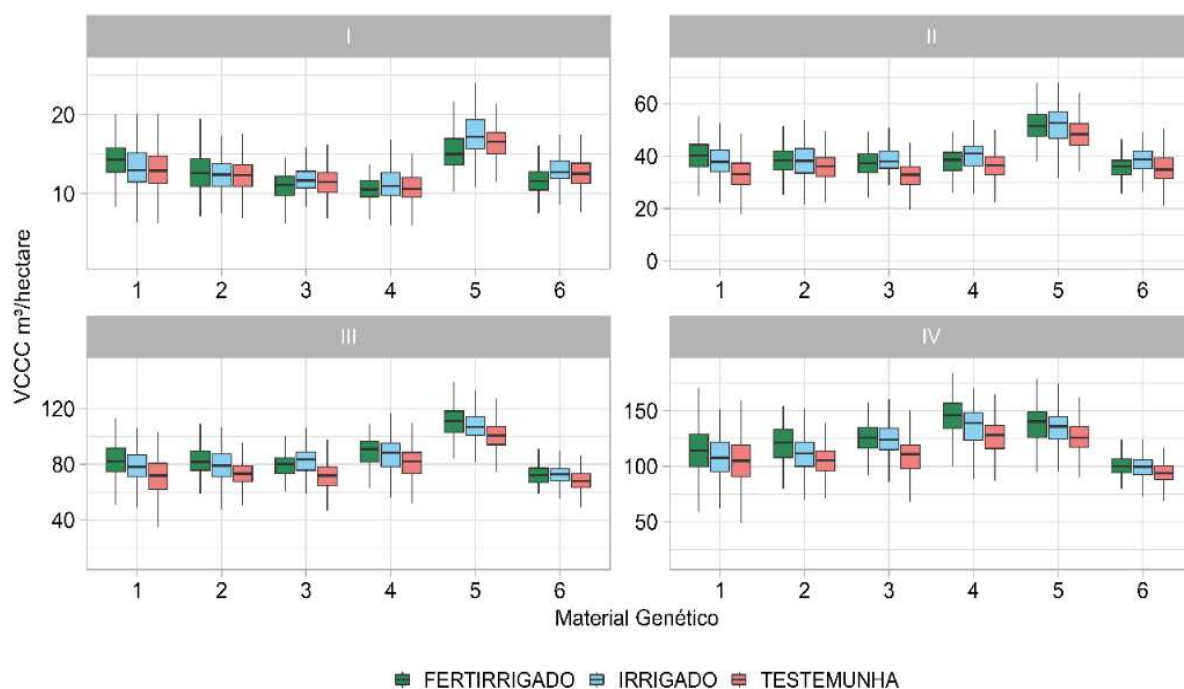 I
II
20
10
60
40
20
0
1 2 3 4 5 6
1 2 3 4 5 6
VCCC m³/hectare
III
IV
120
80
40
150
100
50
1 2 3 4 5 6
1 2 3 4 5 6
Material Genético
FERTIRRIGADO IRRIGADO TESTEMUNHA